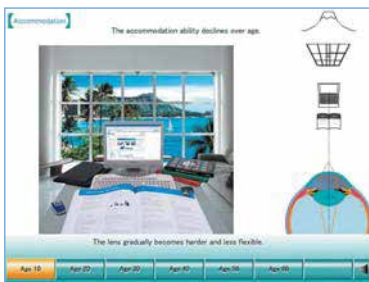 [Accommodation]
The accommodation ability declines over age.
The lens gradually becomes harder and less flexible.
Age 10
Age 20
Age 30
Age 40
Age 50
Age 60